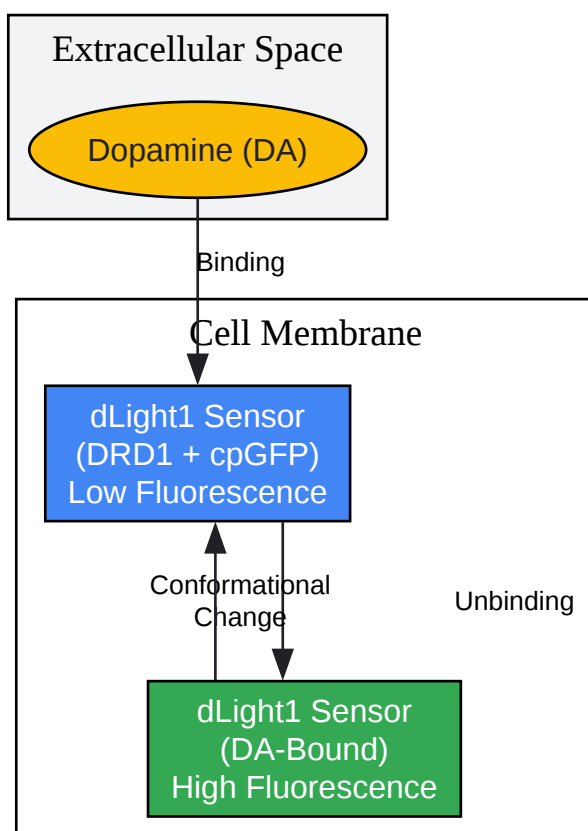 Extracellular Space
Dopamine (DA)
Binding
Cell Membrane
dLight1 Sensor
(DRD1 + cpGFP)
Low Fluorescence
Conformational
Change
Unbinding
dLight1 Sensor
(DA-Bound)
High Fluorescence